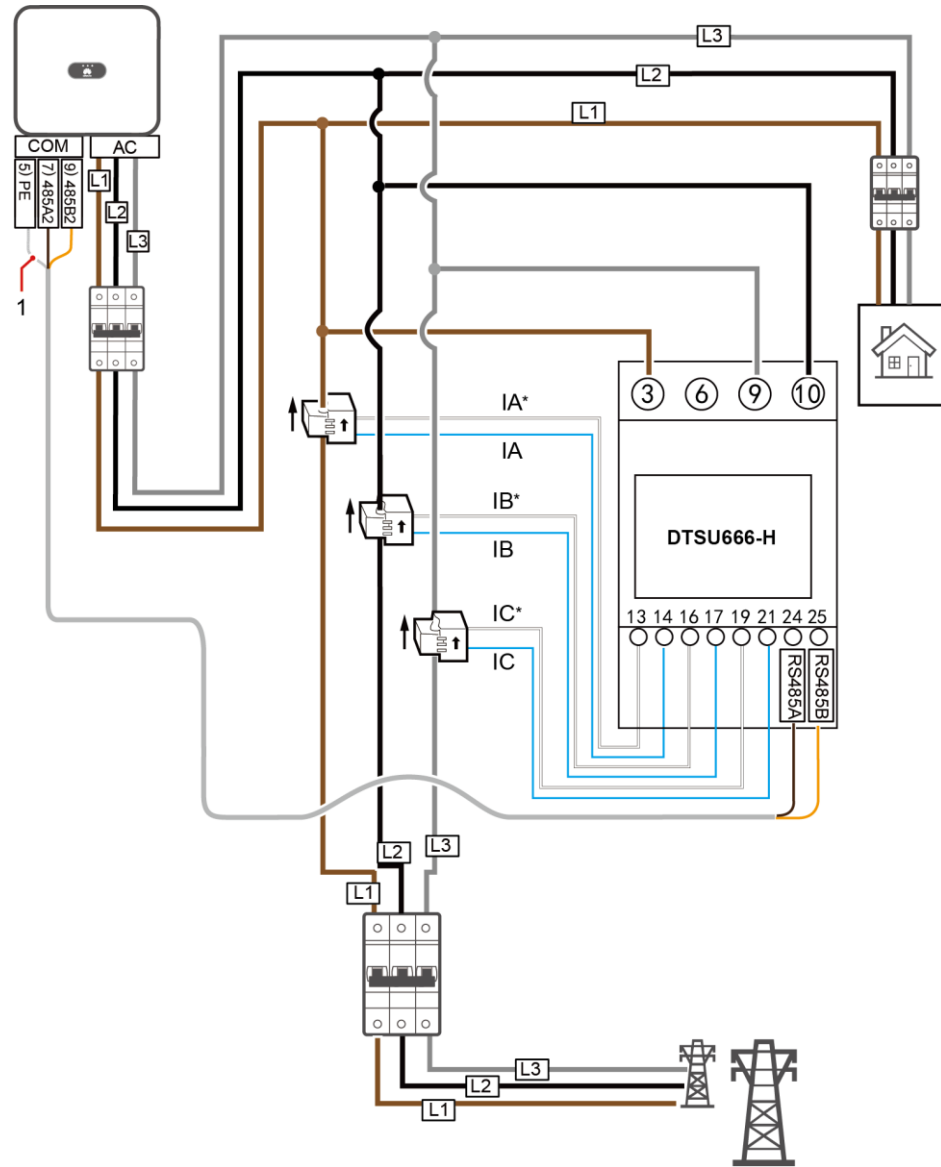 L3
L2
L1
COM
AC
5) PE
7) 485A2
9) 485B2
L1
L2
L3
1
3
6
9
10
IA*
IA
IB*
IB
DTSU666-H
IC*
IC
13 14 16 17 19 21 24 25
RS485A
RS485B
L3
L2
L1
L3
L2
L1